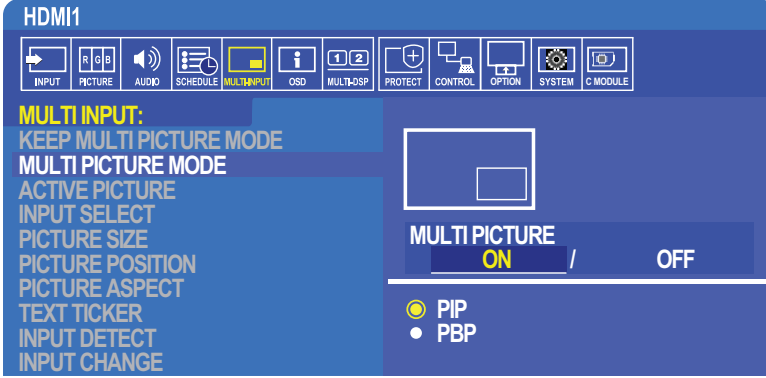 HDMI1
R G B
1 2
INPUT PICTURE AUDIO SCHEDULE MULTI-INPUT OSD MULTI-DSP PROTECT CONTROL OPTION SYSTEM C MODULE
MULTI INPUT:
KEEP MULTI PICTURE MODE
MULTI PICTURE MODE
ACTIVE PICTURE
INPUT SELECT
PICTURE SIZE
PICTURE POSITION
PICTURE ASPECT
TEXT TICKER
INPUT DETECT
INPUT CHANGE
MULTI PICTURE
ON / OFF
PIP
PBP